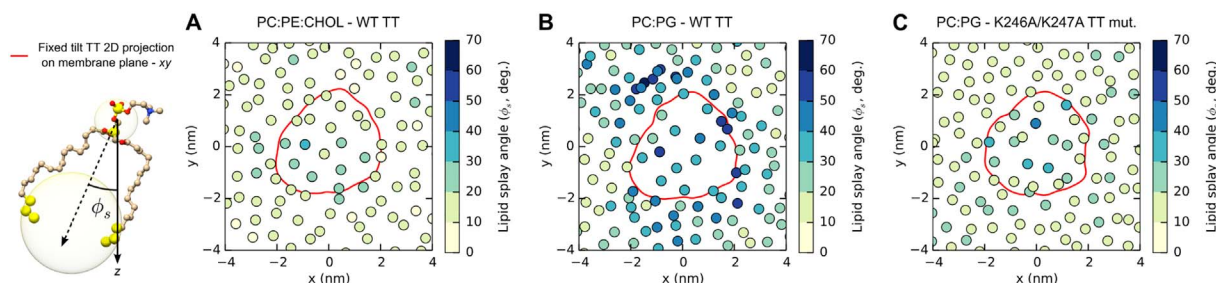 Fixed tilt TT 2D projection
on membrane plane - xy
ϕs
z
A
PC:PE:CHOL - WT TT
4
2
0
−2
−4
y (nm)
−4 −2 0 2 4
x (nm)
70
60
50
40
30
20
10
0
Lipid splay angle (ϕs, deg.)
B
PC:PG - WT TT
4
2
0
−2
−4
y (nm)
−4 −2 0 2 4
x (nm)
70
60
50
40
30
20
10
0
Lipid splay angle (ϕs, deg.)
C
PC:PG - K246A/K247A TT mut.
4
2
0
−2
−4
y (nm)
−4 −2 0 2 4
x (nm)
70
60
50
40
30
20
10
0
Lipid splay angle (ϕs, deg.)